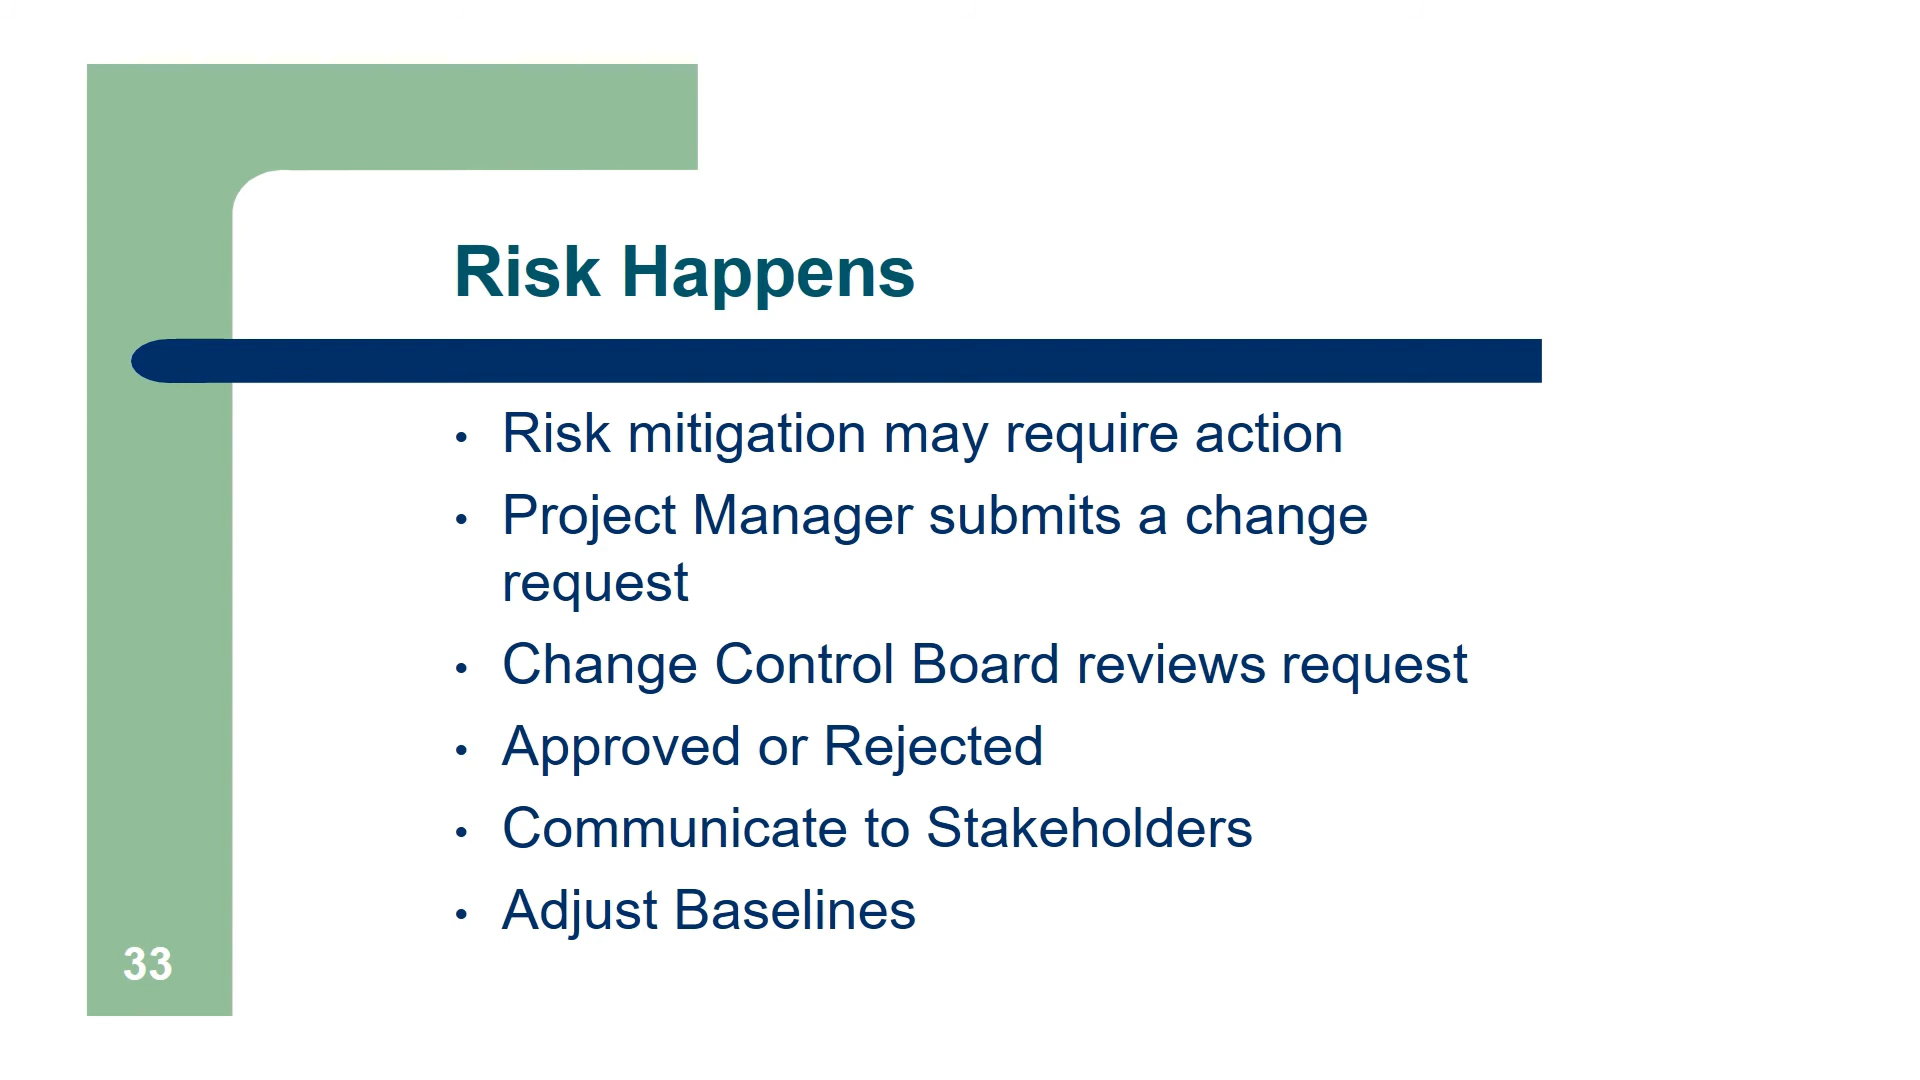 Risk Happens
• Risk mitigation may require action
• Project Manager submits a change
request
• Change Control Board reviews request
• Approved or Rejected
• Communicate to Stakeholders
• Adjust Baselines
33